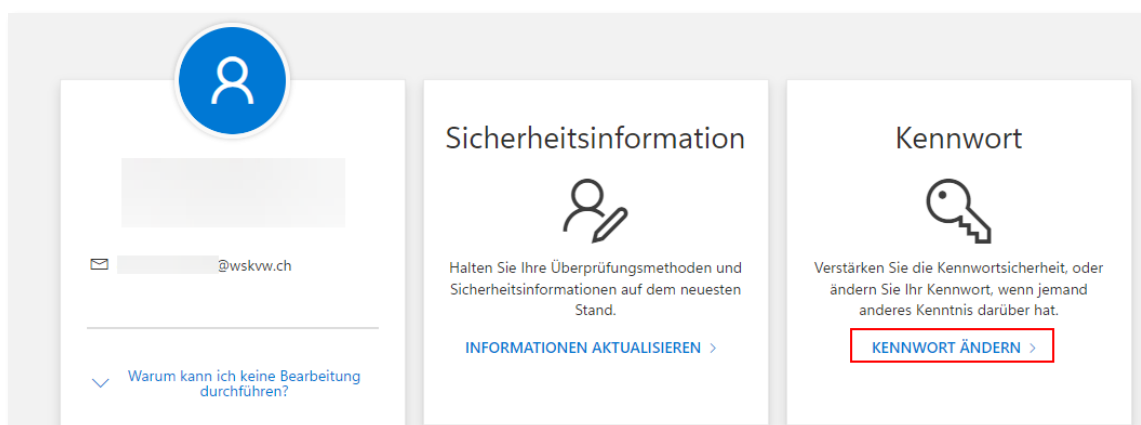 @wskvw.ch
Warum kann ich keine Bearbeitung
durchführen?
Sicherheitsinformation
Halten Sie Ihre Überprüfungsmethoden und
Sicherheitsinformationen auf dem neuesten
Stand.
INFORMATIONEN AKTUALISIEREN >
Kennwort
Verstärken Sie die Kennwortsicherheit, oder
ändern Sie Ihr Kennwort, wenn jemand
anderes Kenntnis darüber hat.
KENNWORT ÄNDERN >